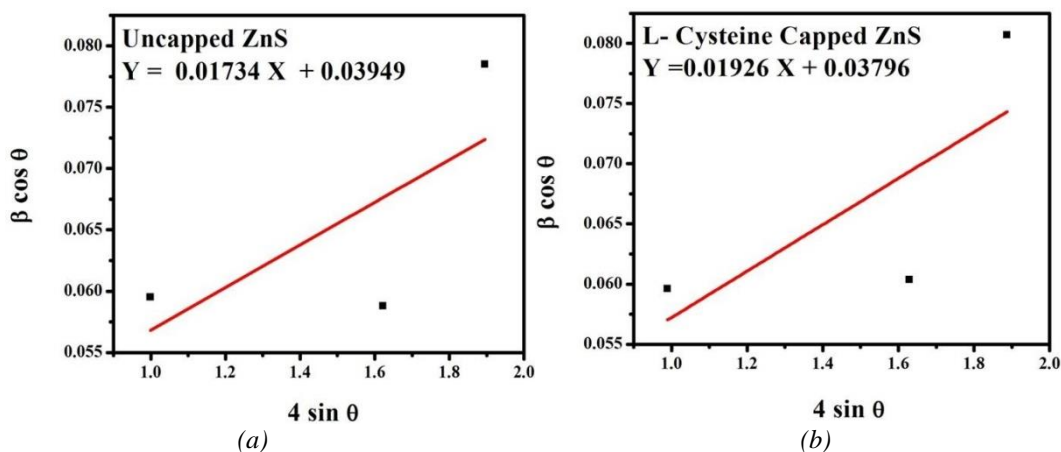 Uncapped ZnS
Y = 0.01734 X + 0.03949
0.080
0.075
0.070
0.065
0.060
0.055
β cos θ
1.0 1.2 1.4 1.6 1.8 2.0
4 sin θ
(a)
L- Cysteine Capped ZnS
Y =0.01926 X + 0.03796
0.080
0.075
0.070
0.065
0.060
0.055
β cos θ
1.0 1.2 1.4 1.6 1.8 2.0
4 sin θ
(b)